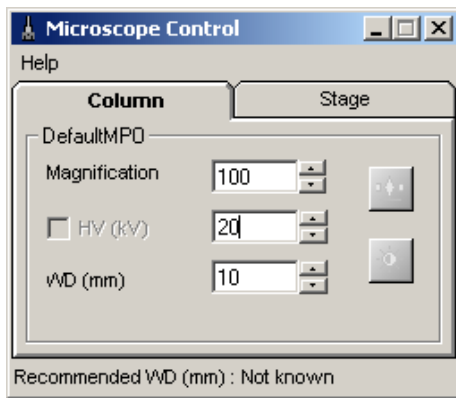 Microscope Control
Help
Column Stage
DefaultMPO
Magnification 100
HV (kV) 20
WD (mm) 10
Recommended WD (mm) : Not known